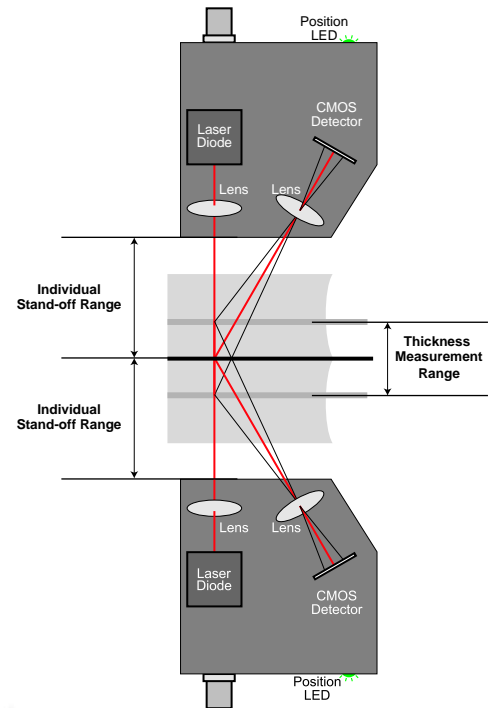 Position
LED
CMOS
Detector
Laser
Diode
Lens
Lens
Individual
Stand-off Range
Thickness
Measurement
Range
Individual
Stand-off Range
Lens
Lens
Laser
Diode
CMOS
Detector
Position
LED